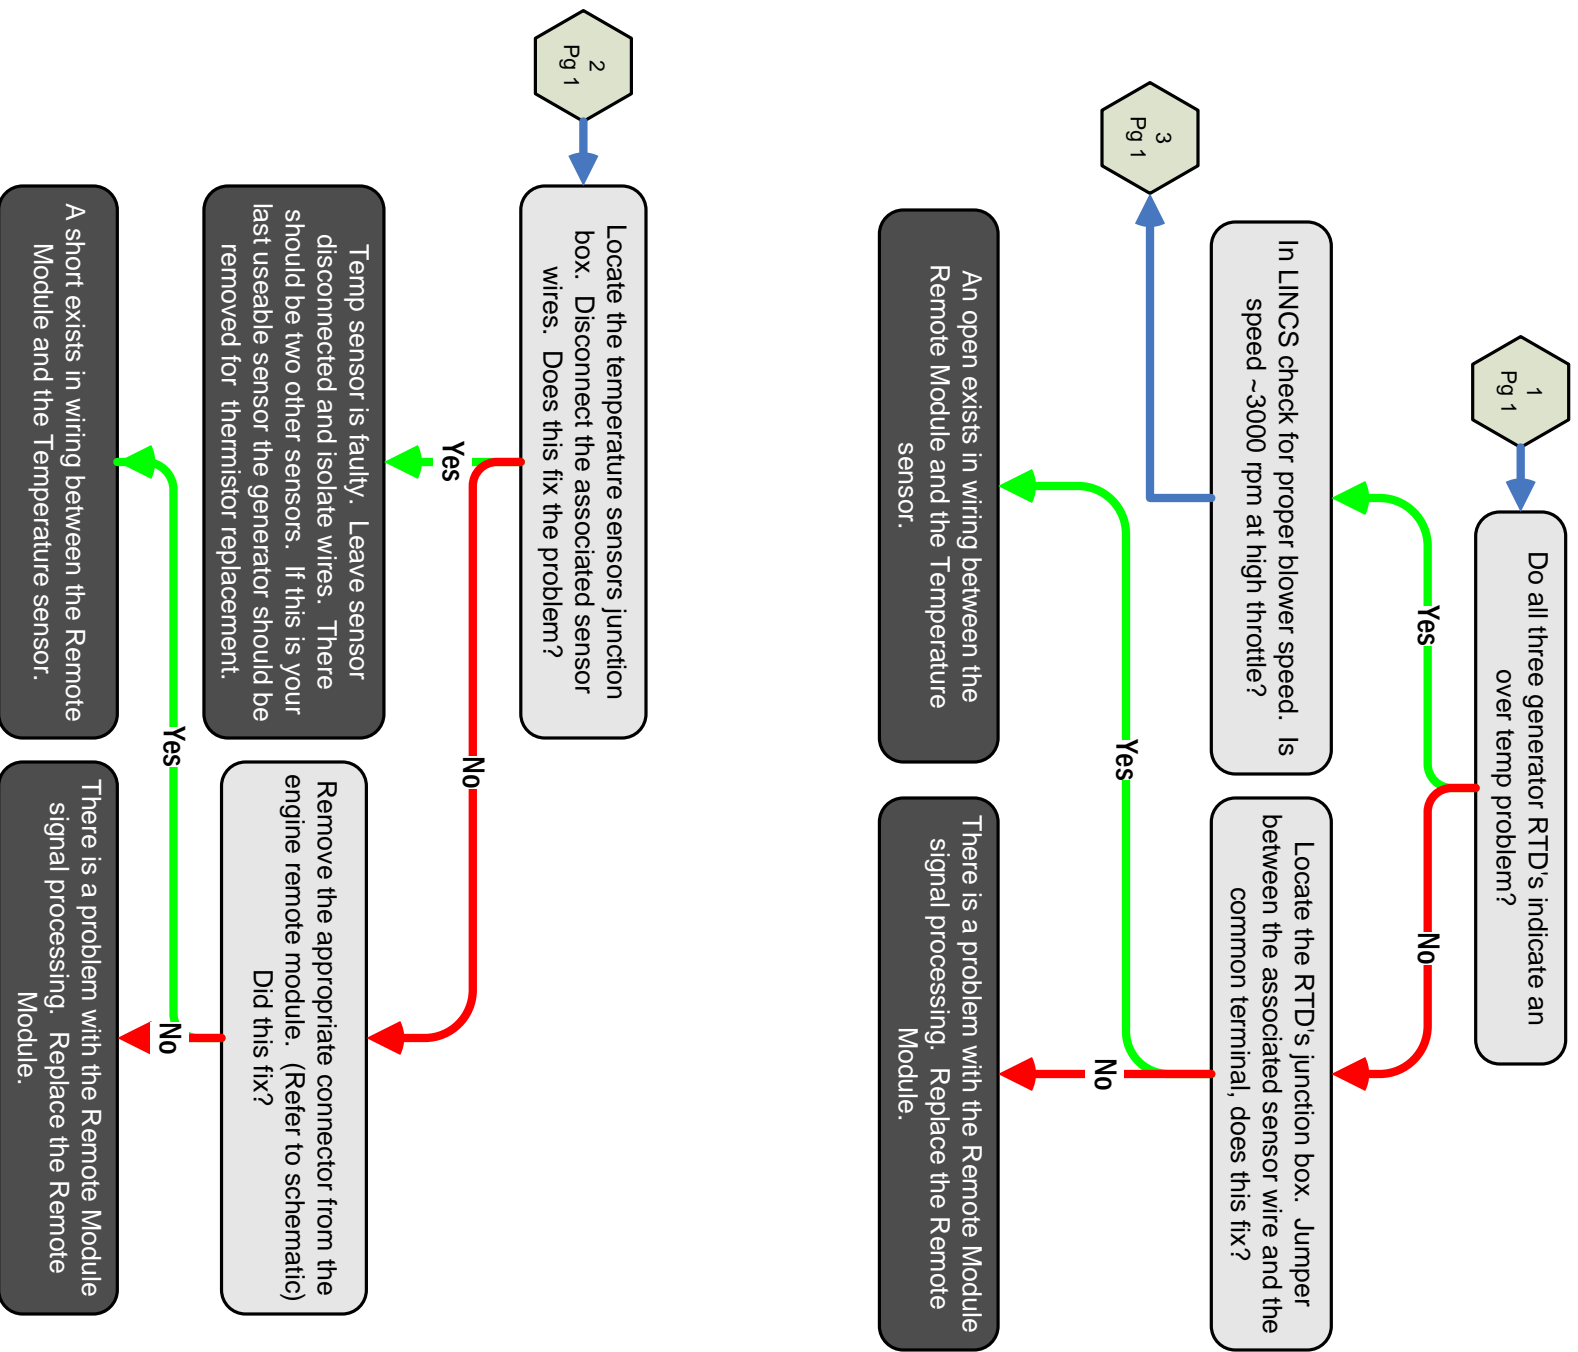 1
Pg 1
Do all three generator RTD's indicate an
over temp problem?
Yes
No
In LINCS check for proper blower speed. Is
speed ~3000 rpm at high throttle?
Locate the RTD's junction box. Jumper
between the associated sensor wire and the
common terminal, does this fix?
3
Pg 1
Yes
No
An open exists in wiring between the
Remote Module and the Temperature
sensor.
There is a problem with the Remote Module
signal processing. Replace the Remote
Module.
2
Pg 1
Locate the temperature sensors junction
box. Disconnect the associated sensor
wires. Does this fix the problem?
Yes
No
Temp sensor is faulty. Leave sensor
disconnected and isolate wires. There
should be two other sensors. If this is your
last useable sensor the generator should be
removed for thermistor replacement.
Remove the appropriate connector from the
engine remote module. (Refer to schematic)
Did this fix?
Yes
No
A short exists in wiring between the Remote
Module and the Temperature sensor.
There is a problem with the Remote Module
signal processing. Replace the Remote
Module.